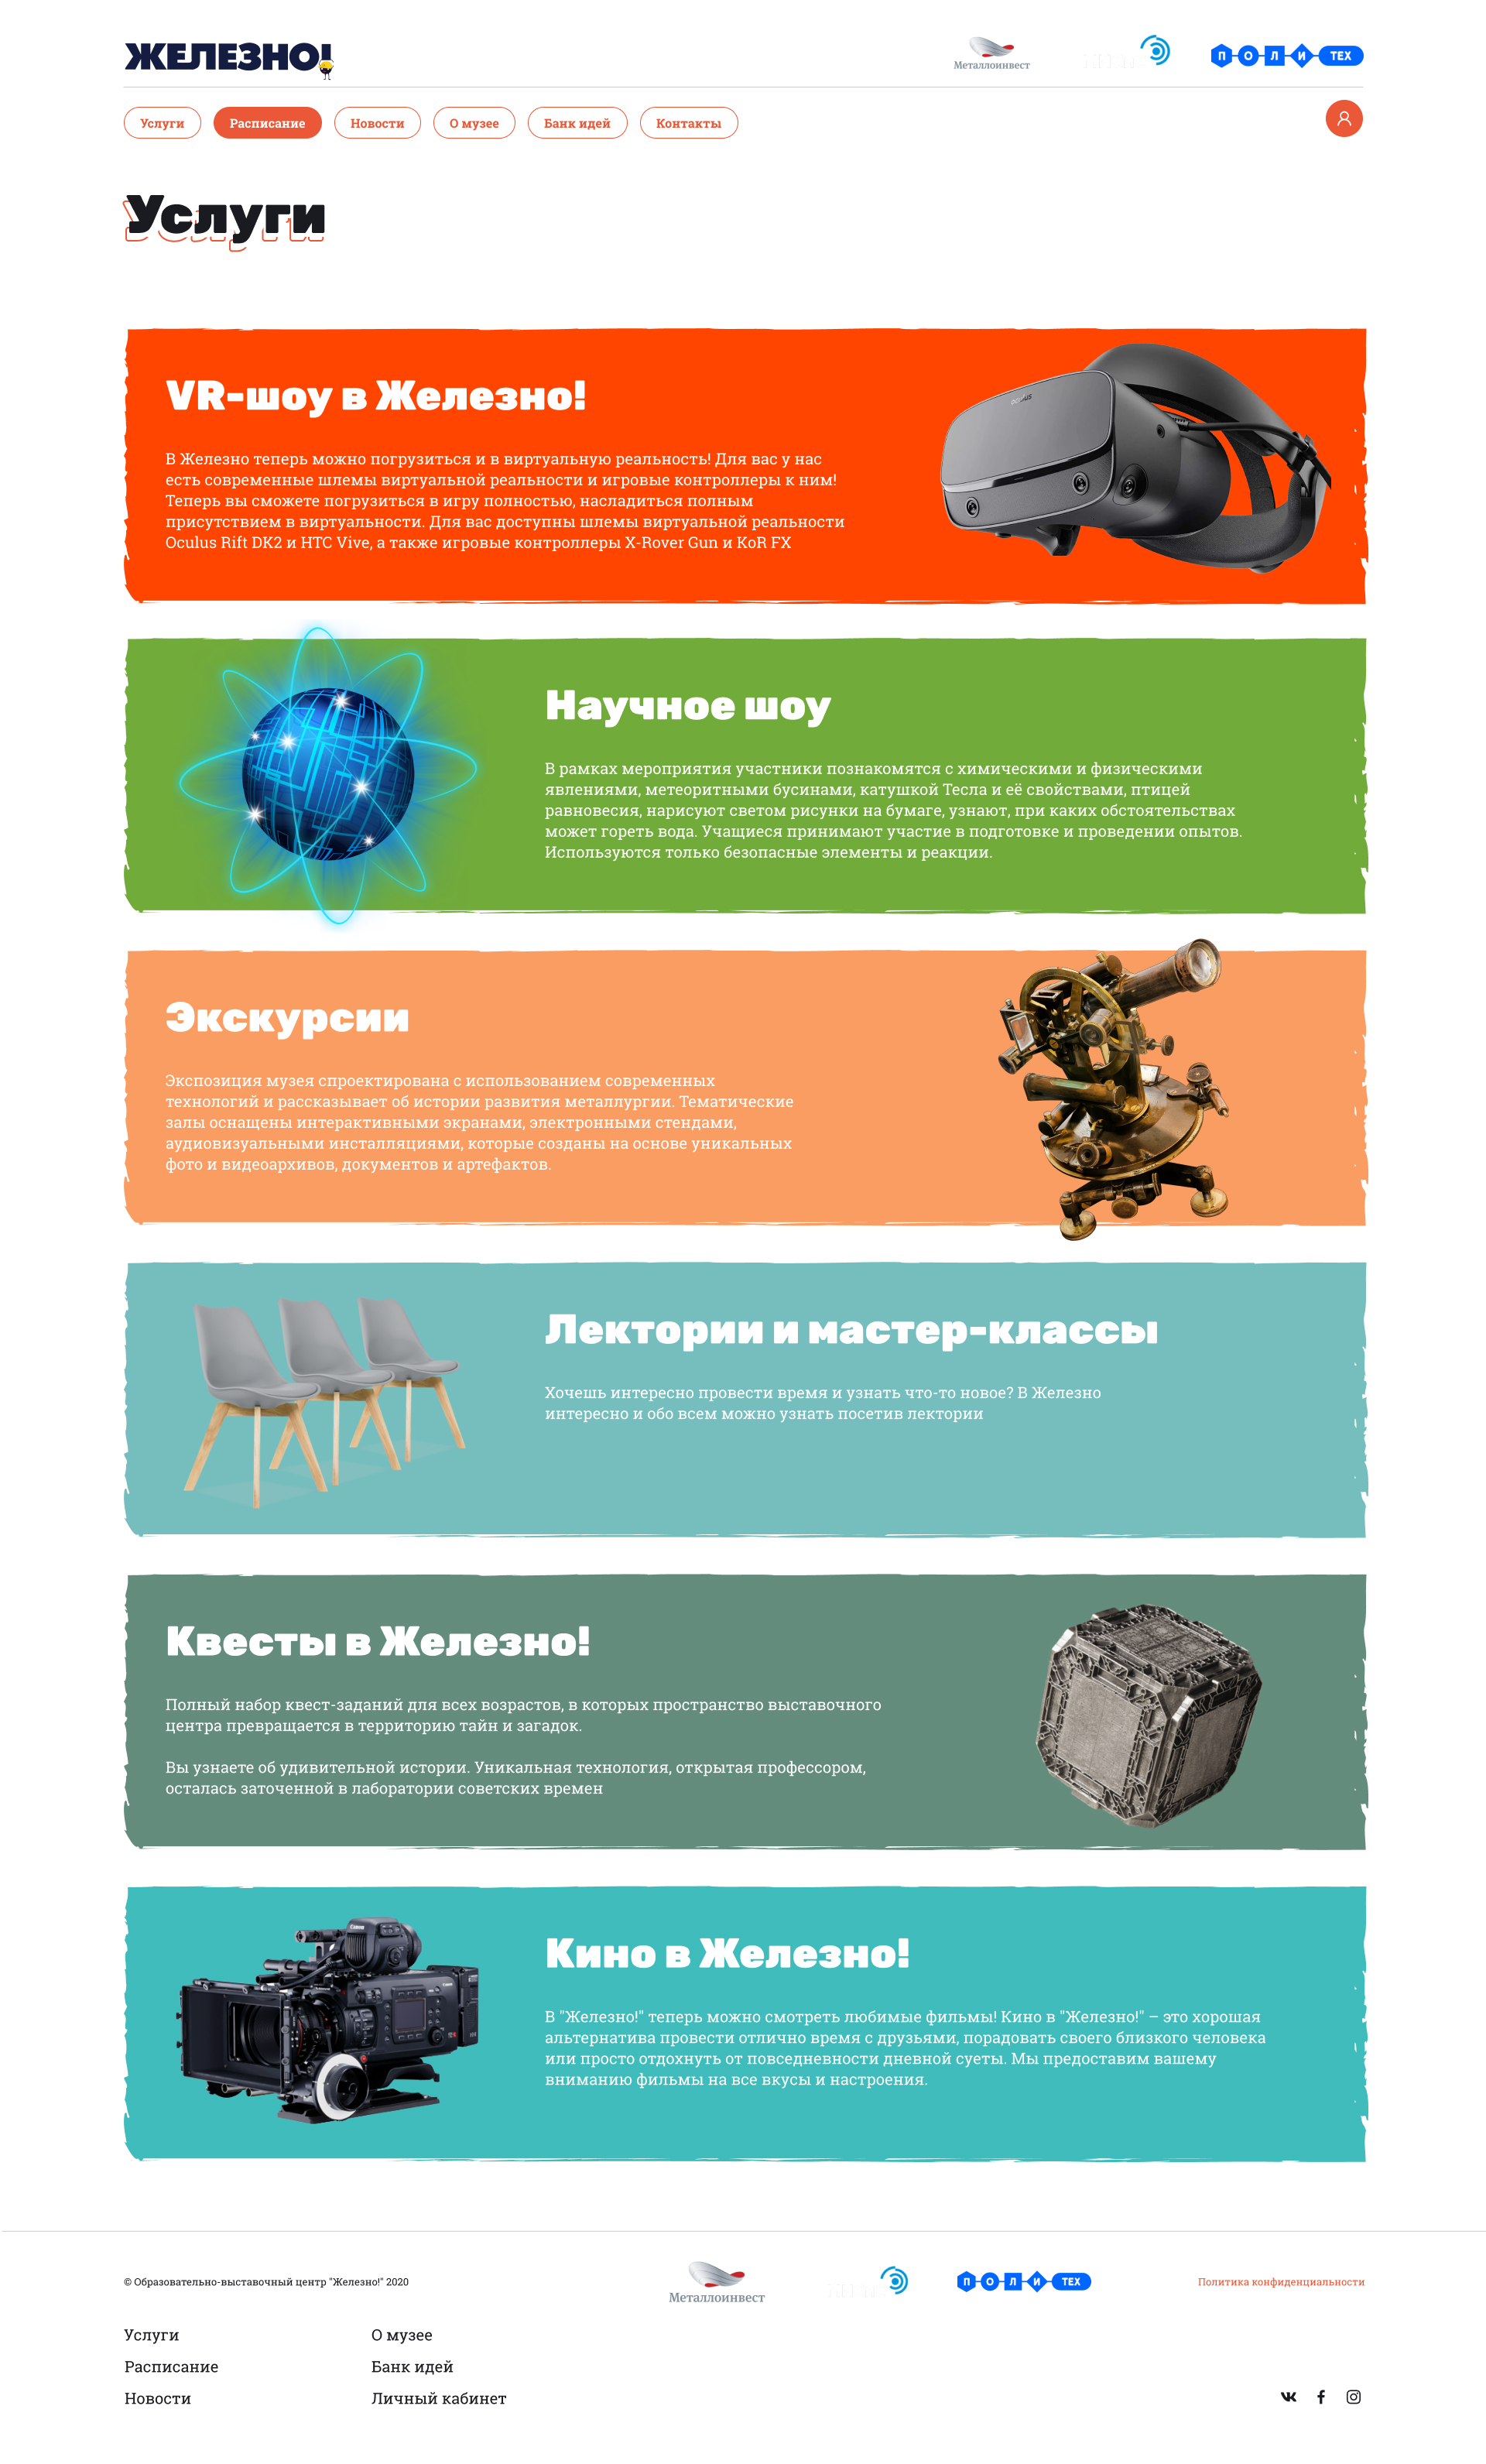 ЖЕЛЕЗНО!
Металлоинвест
ПОЛИТЕХ
Услуги
Расписание
Новости
О музее
Банк идей
Контакты
Услуги
VR-шоу в Железно!
В Железно теперь можно погрузиться и в виртуальную реальность! Для вас у нас
есть современные шлемы виртуальной реальности и игровые контроллеры к ним!
Теперь вы сможете погрузиться в игру полностью, насладиться полным
присутствием в виртуальности. Для вас доступны шлемы виртуальной реальности
Oculus Rift DK2 и HTC Vive, а также игровые контроллеры X-Rover Gun и KoR FX
oculus
Научное шоу
В рамках мероприятия участники познакомятся с химическими и физическими
явлениями, метеоритными бусинами, катушкой Тесла и её свойствами, птицей
равновесия, нарисуют светом рисунки на бумаге, узнают, при каких обстоятельствах
может гореть вода. Учащиеся принимают участие в подготовке и проведении опытов.
Используются только безопасные элементы и реакции.
Экскурсии
Экспозиция музея спроектирована с использованием современных
технологий и рассказывает об истории развития металлургии. Тематические
залы оснащены интерактивными экранами, электронными стендами,
аудиовизуальными инсталляциями, которые созданы на основе уникальных
фото и видеоархивов, документов и артефактов.
Лектории и мастер-классы
Хочешь интересно провести время и узнать что-то новое? В Железно
интересно и обо всем можно узнать посетив лектории
Квесты в Железно!
Полный набор квест-заданий для всех возрастов, в которых пространство выставочного
центра превращается в территорию тайн и загадок.
Вы узнаете об удивительной истории. Уникальная технология, открытая профессором,
осталась заточенной в лаборатории советских времен
Canon
Кино в Железно!
В "Железно!" теперь можно смотреть любимые фильмы! Кино в "Железно!" – это хорошая
альтернатива провести отлично время с друзьями, порадовать своего близкого человека
или просто отдохнуть от повседневности дневной суеты. Мы предоставим вашему
вниманию фильмы на все вкусы и настроения.
© Образовательно-выставочный центр "Железно!" 2020
Металлоинвест
ПОЛИТЕХ
Политика конфиденциальности
Услуги
Расписание
Новости
О музее
Банк идей
Личный кабинет